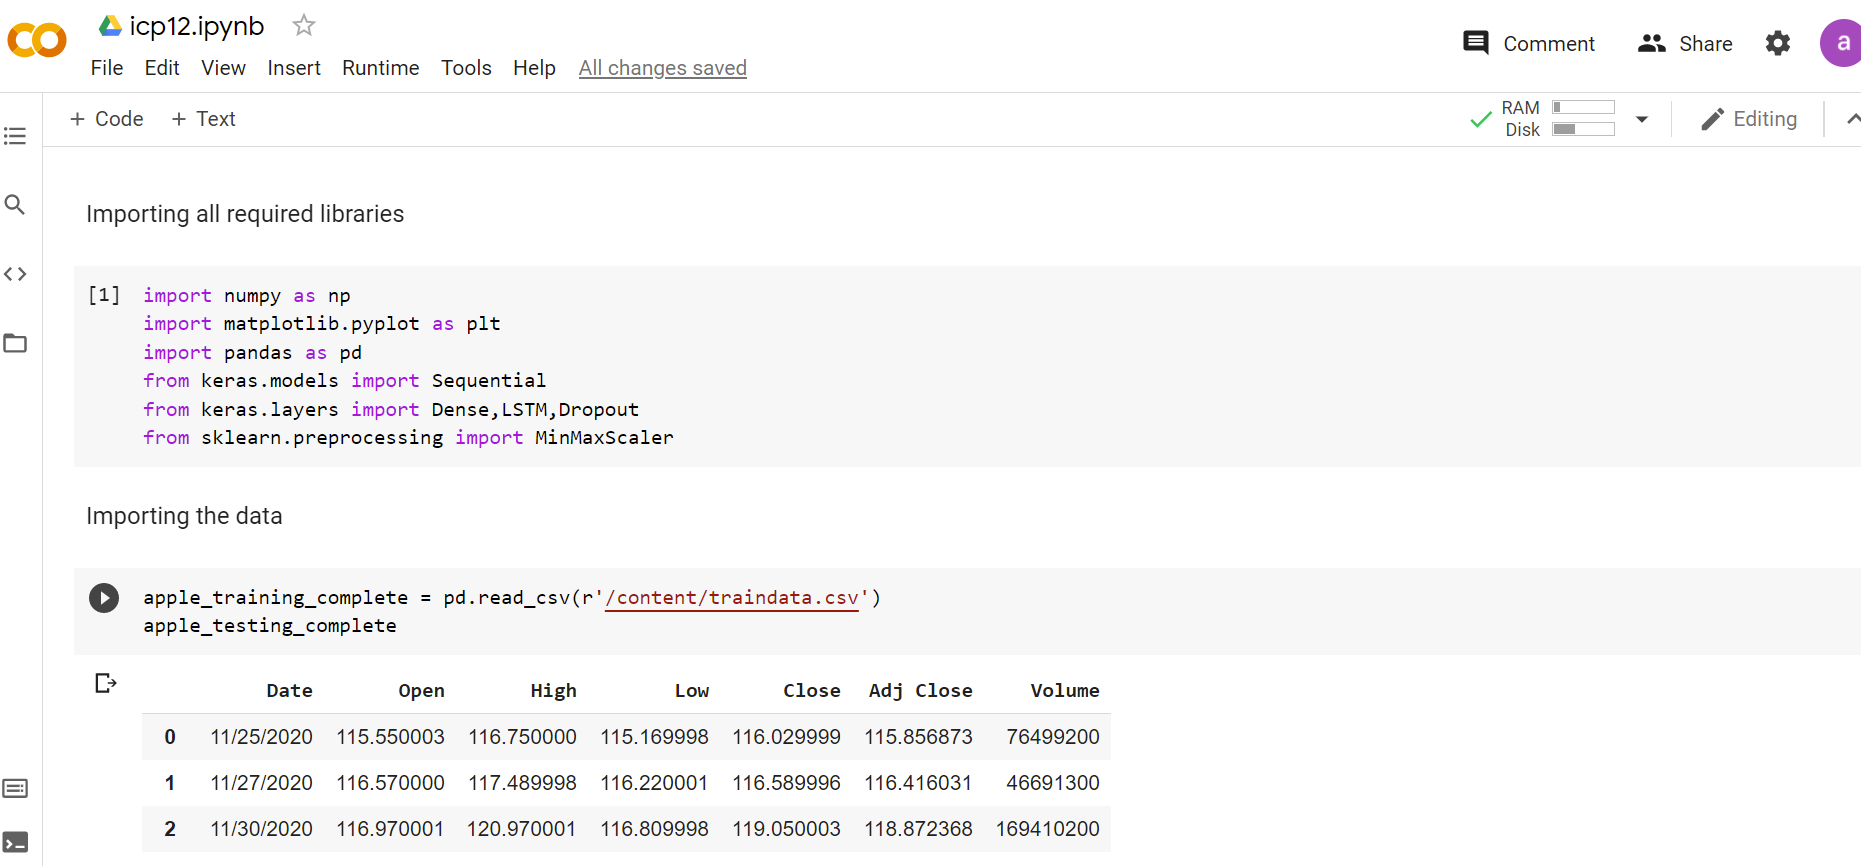 icp12.ipynb
File Edit View Insert Runtime Tools Help All changes saved
Comment Share a
+ Code + Text
RAM
Disk
Editing
Importing all required libraries
[1] import numpy as np
import matplotlib.pyplot as plt
import pandas as pd
from keras.models import Sequential
from keras.layers import Dense,LSTM,Dropout
from sklearn.preprocessing import MinMaxScaler
Importing the data
apple_training_complete = pd.read_csv(r'/content/traindata.csv')
apple_testing_complete
Date Open High Low Close Adj Close Volume
0 11/25/2020 115.550003 116.750000 115.169998 116.029999 115.856873 76499200
1 11/27/2020 116.570000 117.489998 116.220001 116.589996 116.416031 46691300
2 11/30/2020 116.970001 120.970001 116.809998 119.050003 118.872368 169410200